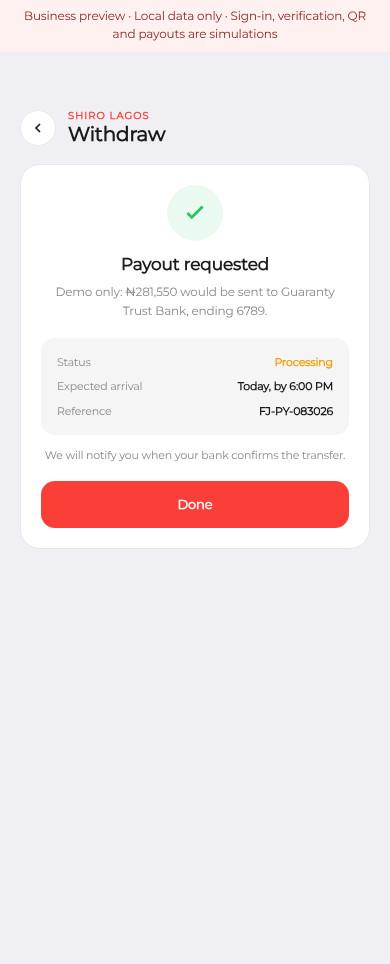 Business preview · Local data only · Sign-in, verification, QR
and payouts are simulations
SHIRO LAGOS
Withdraw
Payout requested
Demo only: ₦281,550 would be sent to Guaranty
Trust Bank, ending 6789.
Status Processing
Expected arrival Today, by 6:00 PM
Reference FJ-PY-083026
We will notify you when your bank confirms the transfer.
Done